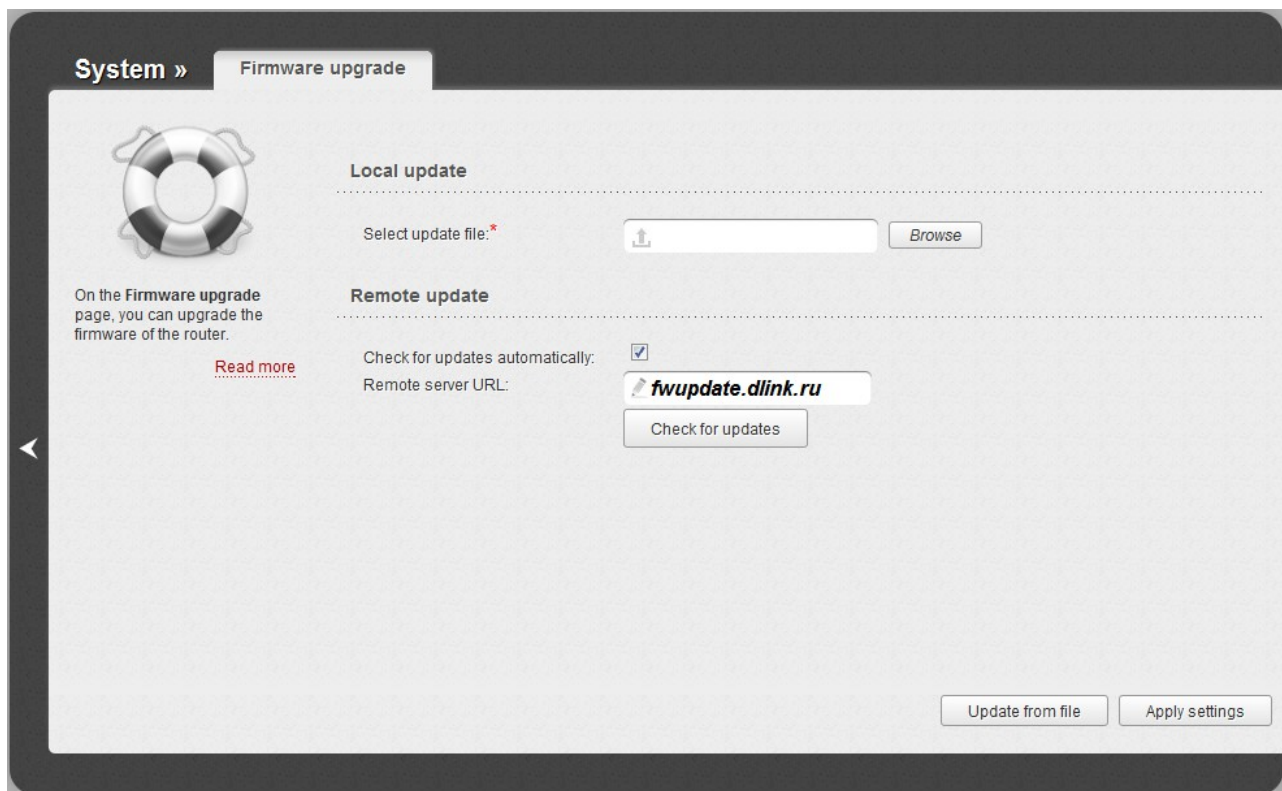 System »
Firmware upgrade
On the Firmware upgrade
page, you can upgrade the
firmware of the router.
Read more
Local update
Select update file:*
Browse
Remote update
Check for updates automatically:
Remote server URL:
fwupdate.dlink.ru
Check for updates
Update from file
Apply settings